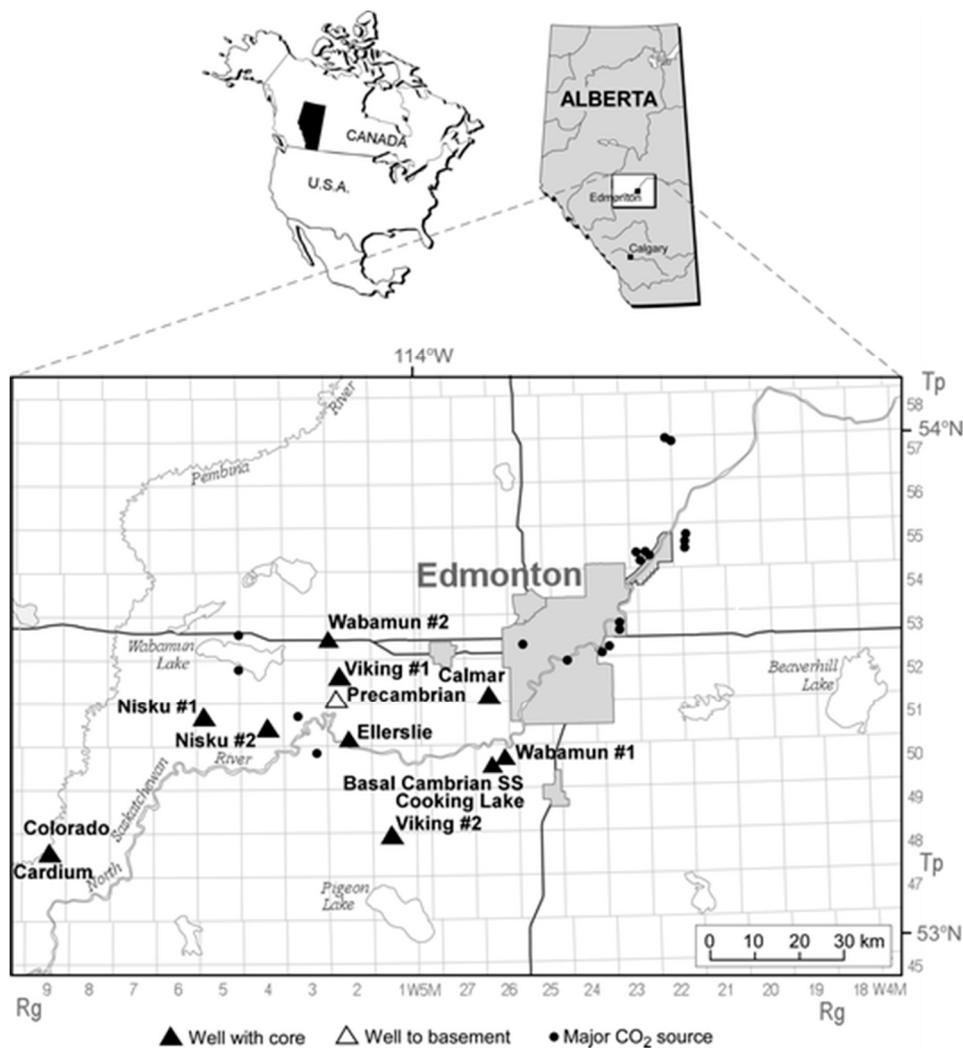 CANADA
U.S.A.
ALBERTA
Edmonton
Calgary
114°W
Tp
58
54°N
57
56
55
54
53
52
51
50
49
48
Tp
47
53°N
45
Pembina
River
Edmonton
Wabamun #2
Wabamun
Lake
Viking #1
Calmar
Precambrian
Beaverhill
Lake
Nisku #1
Nisku #2
Ellerslie
River
Wabamun #1
Basal Cambrian SS
Cooking Lake
Viking #2
Saskatchewan
North
Colorado
Cardium
Pigeon
Lake
0 10 20 30 km
9 8 7 6 5 4 3 2 1W5M 27 26 25 24 23 22 21 20 19 18 W4M
Rg Rg
Well with core Well to basement Major CO₂ source